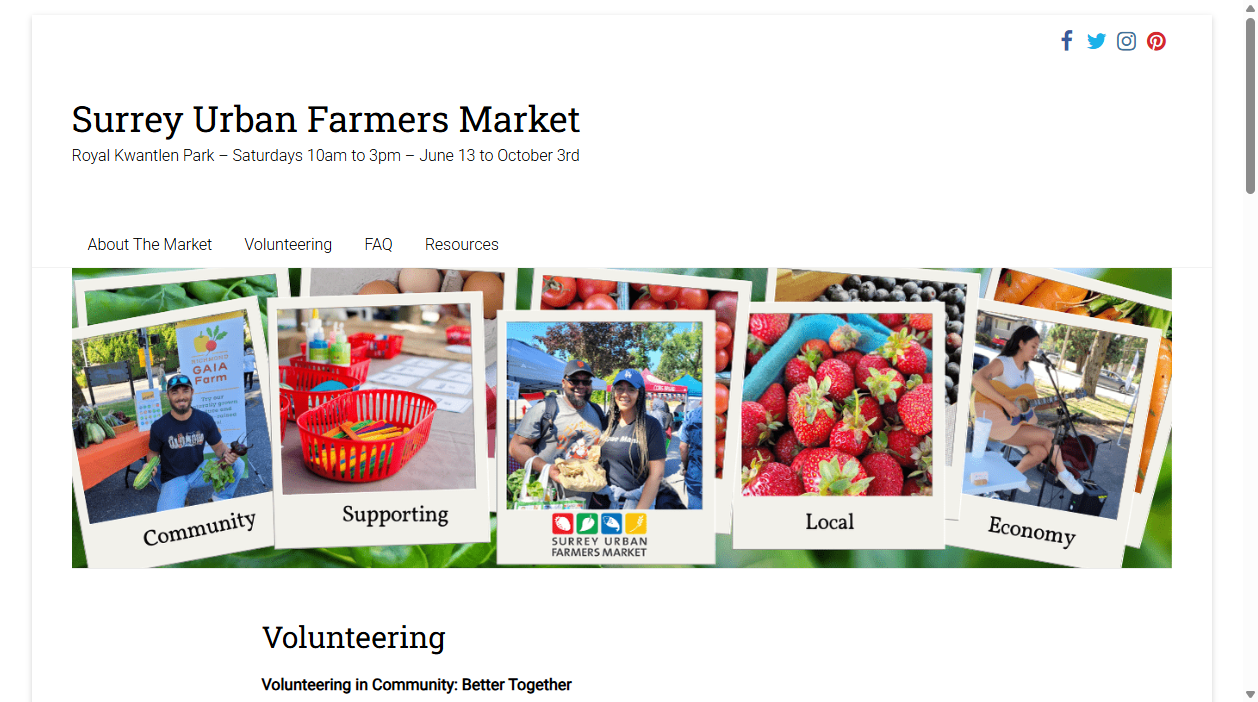 Surrey Urban Farmers Market
Royal Kwantlen Park – Saturdays 10am to 3pm – June 13 to October 3rd
About The Market Volunteering FAQ Resources
RICHMOND
GAIA
Farm
Community
Supporting
SURREY URBAN
FARMERS MARKET
Local
Economy
Volunteering
Volunteering in Community: Better Together